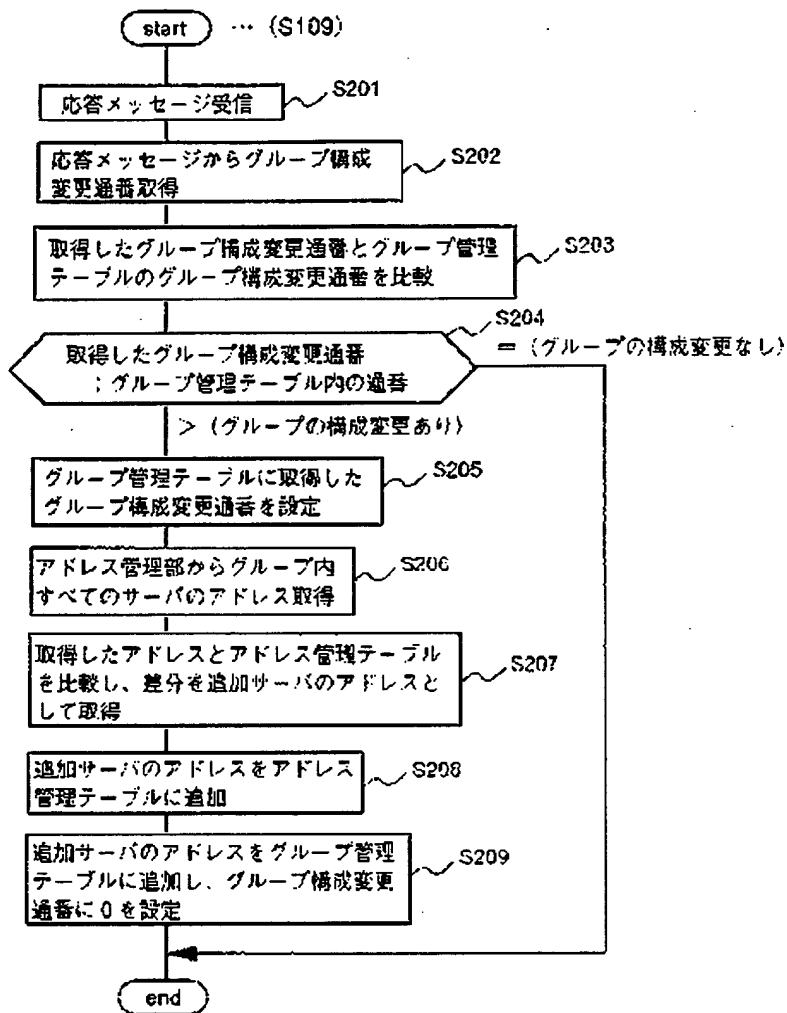 start … (S109)
応答メッセージ受信 S201
応答メッセージからグループ構成
変更通番取得
S202
取得したグループ構成変更通番とグループ管理
テーブルのグループ構成変更通番を比較
S203
S204
取得したグループ構成変更通番
：グループ管理テーブル内の通番
＝（グループの構成変更なし）
＞（グループの構成変更あり）
グループ管理テーブルに取得した
グループ構成変更通番を設定
S205
アドレス管理部からグループ内
すべてのサーバのアドレス取得
S206
取得したアドレスとアドレス管理テーブル
を比較し、差分を追加サーバのアドレスと
して取得
S207
追加サーバのアドレスをアドレス
管理テーブルに追加
S208
追加サーバのアドレスをグループ管理
テーブルに追加し、グループ構成変更
通番に０を設定
S209
end